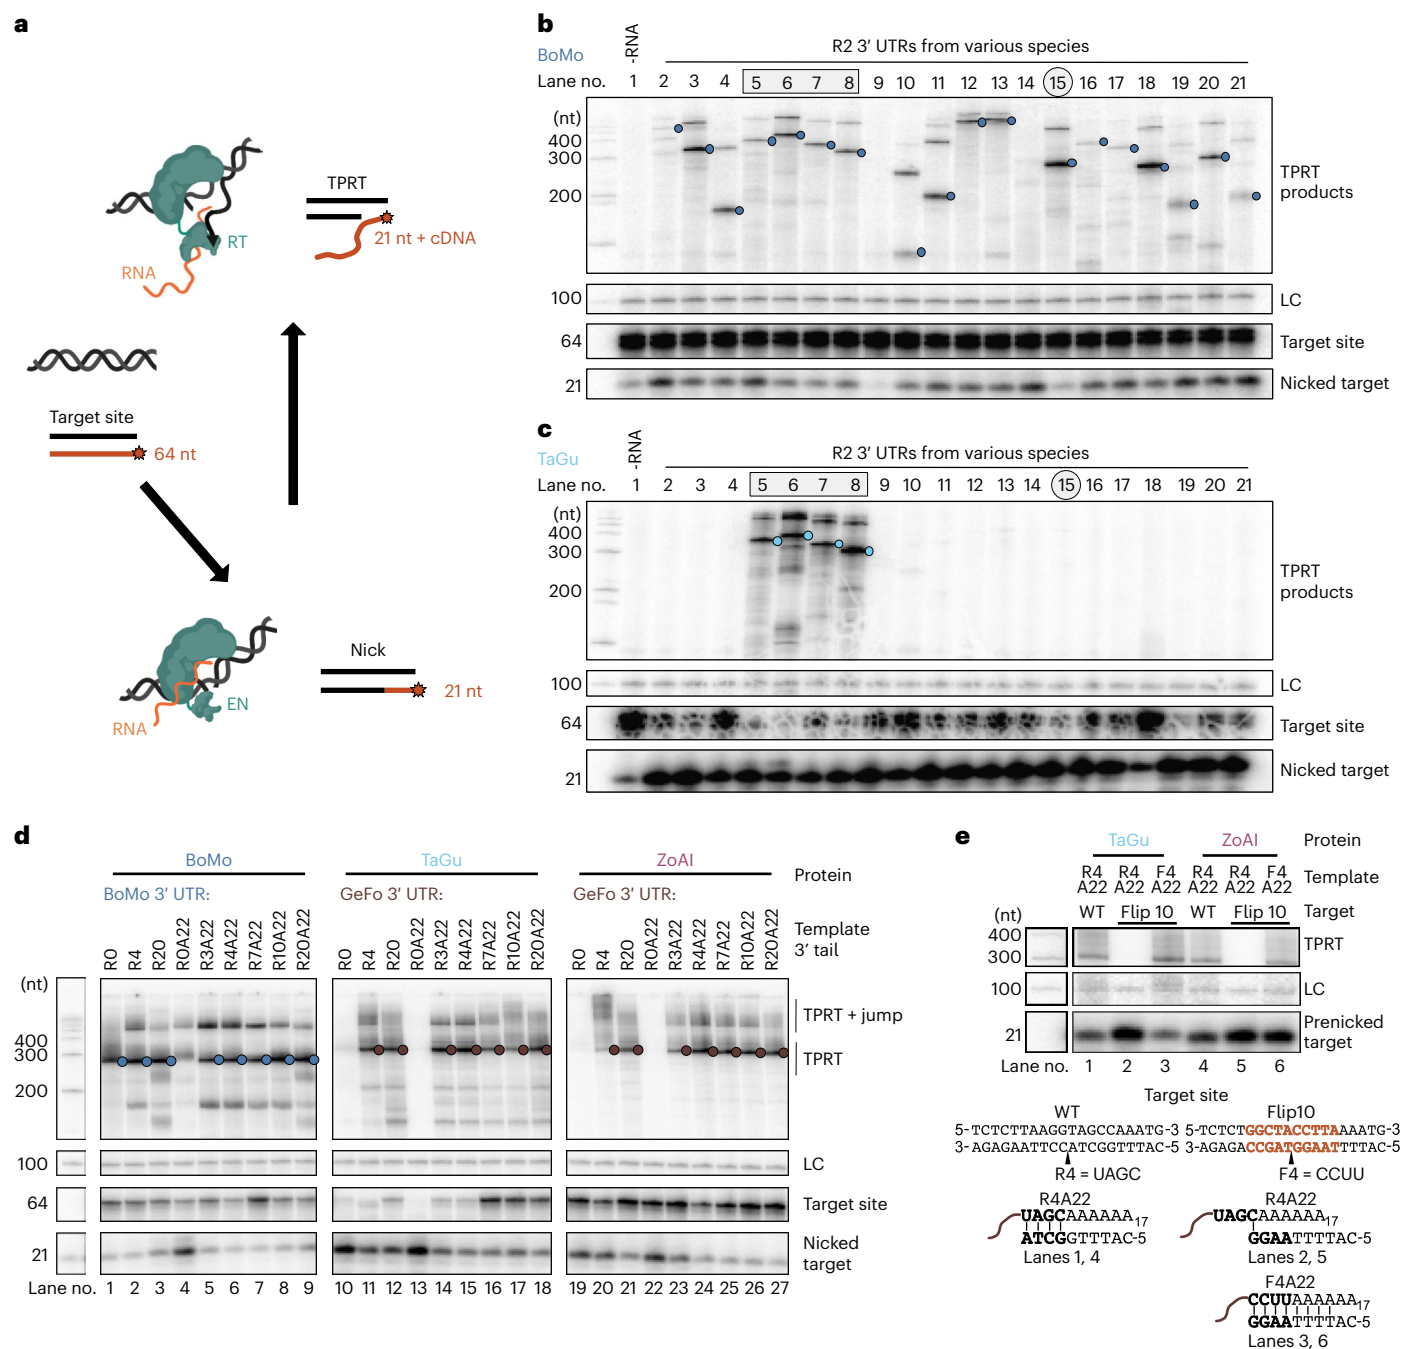 a
TPRT
21 nt + cDNA
RT
RNA
Target site
64 nt
Nick
21 nt
EN
RNA
b
BoMo
-RNA
R2 3′ UTRs from various species
Lane no. 1 2 3 4 5 6 7 8 9 10 11 12 13 14 15 16 17 18 19 20 21
(nt)
400
300
200
TPRT
products
100
LC
64
Target site
21
Nicked target
c
TaGu
-RNA
R2 3′ UTRs from various species
Lane no. 1 2 3 4 5 6 7 8 9 10 11 12 13 14 15 16 17 18 19 20 21
(nt)
400
300
200
TPRT
products
100
LC
64
Target site
21
Nicked target
d
BoMo TaGu ZoAl
Protein
BoMo 3′ UTR: GeFo 3′ UTR: GeFo 3′ UTR:
R0 R4 R20 R0A22 R3A22 R4A22 R7A22 R10A22 R20A22
R0 R4 R20 R0A22 R3A22 R4A22 R7A22 R10A22 R20A22
R0 R4 R20 R0A22 R3A22 R4A22 R7A22 R10A22 R20A22
Template
3′ tail
(nt)
400
300
200
TPRT + jump
TPRT
100
LC
64
Target site
21
Nicked
target
Lane no. 1 2 3 4 5 6 7 8 9 10 11 12 13 14 15 16 17 18 19 20 21 22 23 24 25 26 27
e
TaGu ZoAl Protein
R4 R4 F4 R4 R4 F4
A22 A22 A22 A22 A22 A22
Template
WT Flip 10 WT Flip 10 Target
(nt)
400
300
TPRT
100
LC
21
Prenicked
target
Lane no. 1 2 3 4 5 6
Target site
WT
5-TCTCTTAAGGTAGCCAAATG-3
3-AGAGAATTCCATCGGTTTAC-5
R4 = UAGC
Flip10
5-TCTCTGGCTACCTTAAAATG-3
3-AGAGACCGATGGAATTTTAC-5
F4 = CCUU
R4A22
UAGCAAAAAA17
ATCGGTTTAC-5
Lanes 1, 4
R4A22
UAGCAAAAAA17
GGAATTTTAC-5
Lanes 2, 5
F4A22
CCUUAAAAAA17
GGAATTTTAC-5
Lanes 3, 6